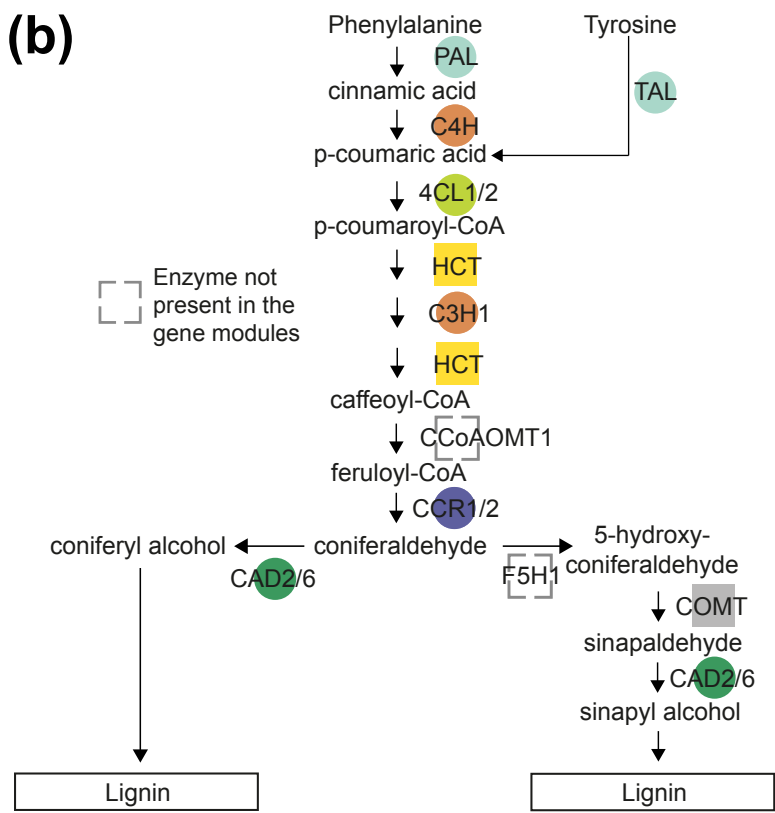 (b)
Phenylalanine
Tyrosine
PAL
TAL
cinnamic acid
C4H
p-coumaric acid
4CL1/2
p-coumaroyl-CoA
HCT
Enzyme not
present in the
gene modules
C3H1
HCT
caffeoyl-CoA
CCoAOMT1
feruloyl-CoA
CCR1/2
coniferyl alcohol
coniferaldehyde
5-hydroxy-
coniferaldehyde
CAD2/6
F5H1
COMT
sinapaldehyde
CAD2/6
sinapyl alcohol
Lignin
Lignin